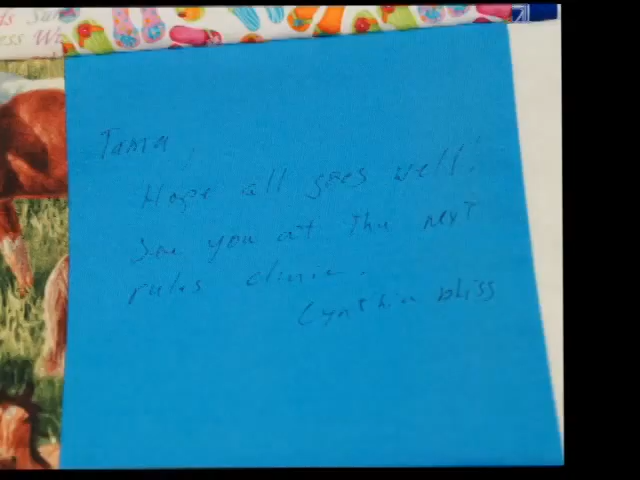 Tama,
Hope all goes well!
See you at the next
rules clinic.
Cynthia Bliss